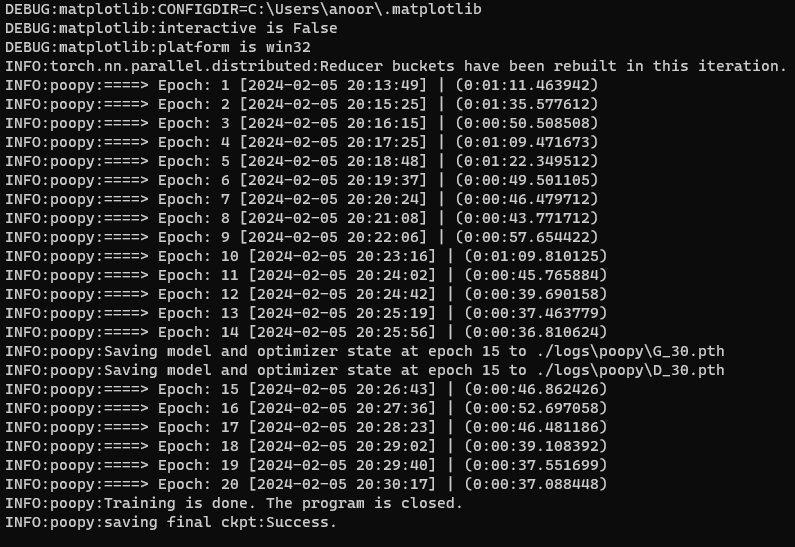 DEBUG:matplotlib:CONFIGDIR=C:\Users\anoor\.matplotlib
DEBUG:matplotlib:interactive is False
DEBUG:matplotlib:platform is win32
INFO:torch.nn.parallel.distributed:Reducer buckets have been rebuilt in this iteration.
INFO:poopy:====> Epoch: 1 [2024-02-05 20:13:49] | (0:01:11.463942)
INFO:poopy:====> Epoch: 2 [2024-02-05 20:15:25] | (0:01:35.577612)
INFO:poopy:====> Epoch: 3 [2024-02-05 20:16:15] | (0:00:50.508508)
INFO:poopy:====> Epoch: 4 [2024-02-05 20:17:25] | (0:01:09.471673)
INFO:poopy:====> Epoch: 5 [2024-02-05 20:18:48] | (0:01:22.349512)
INFO:poopy:====> Epoch: 6 [2024-02-05 20:19:37] | (0:00:49.501105)
INFO:poopy:====> Epoch: 7 [2024-02-05 20:20:24] | (0:00:46.479712)
INFO:poopy:====> Epoch: 8 [2024-02-05 20:21:08] | (0:00:43.771712)
INFO:poopy:====> Epoch: 9 [2024-02-05 20:22:06] | (0:00:57.654422)
INFO:poopy:====> Epoch: 10 [2024-02-05 20:23:16] | (0:01:09.810125)
INFO:poopy:====> Epoch: 11 [2024-02-05 20:24:02] | (0:00:45.765884)
INFO:poopy:====> Epoch: 12 [2024-02-05 20:24:42] | (0:00:39.690158)
INFO:poopy:====> Epoch: 13 [2024-02-05 20:25:19] | (0:00:37.463779)
INFO:poopy:====> Epoch: 14 [2024-02-05 20:25:56] | (0:00:36.810624)
INFO:poopy:Saving model and optimizer state at epoch 15 to ./logs\poopy\G_30.pth
INFO:poopy:Saving model and optimizer state at epoch 15 to ./logs\poopy\D_30.pth
INFO:poopy:====> Epoch: 15 [2024-02-05 20:26:43] | (0:00:46.862426)
INFO:poopy:====> Epoch: 16 [2024-02-05 20:27:36] | (0:00:52.697058)
INFO:poopy:====> Epoch: 17 [2024-02-05 20:28:23] | (0:00:46.481186)
INFO:poopy:====> Epoch: 18 [2024-02-05 20:29:02] | (0:00:39.108392)
INFO:poopy:====> Epoch: 19 [2024-02-05 20:29:40] | (0:00:37.551699)
INFO:poopy:====> Epoch: 20 [2024-02-05 20:30:17] | (0:00:37.088448)
INFO:poopy:Training is done. The program is closed.
INFO:poopy:saving final ckpt:Success.